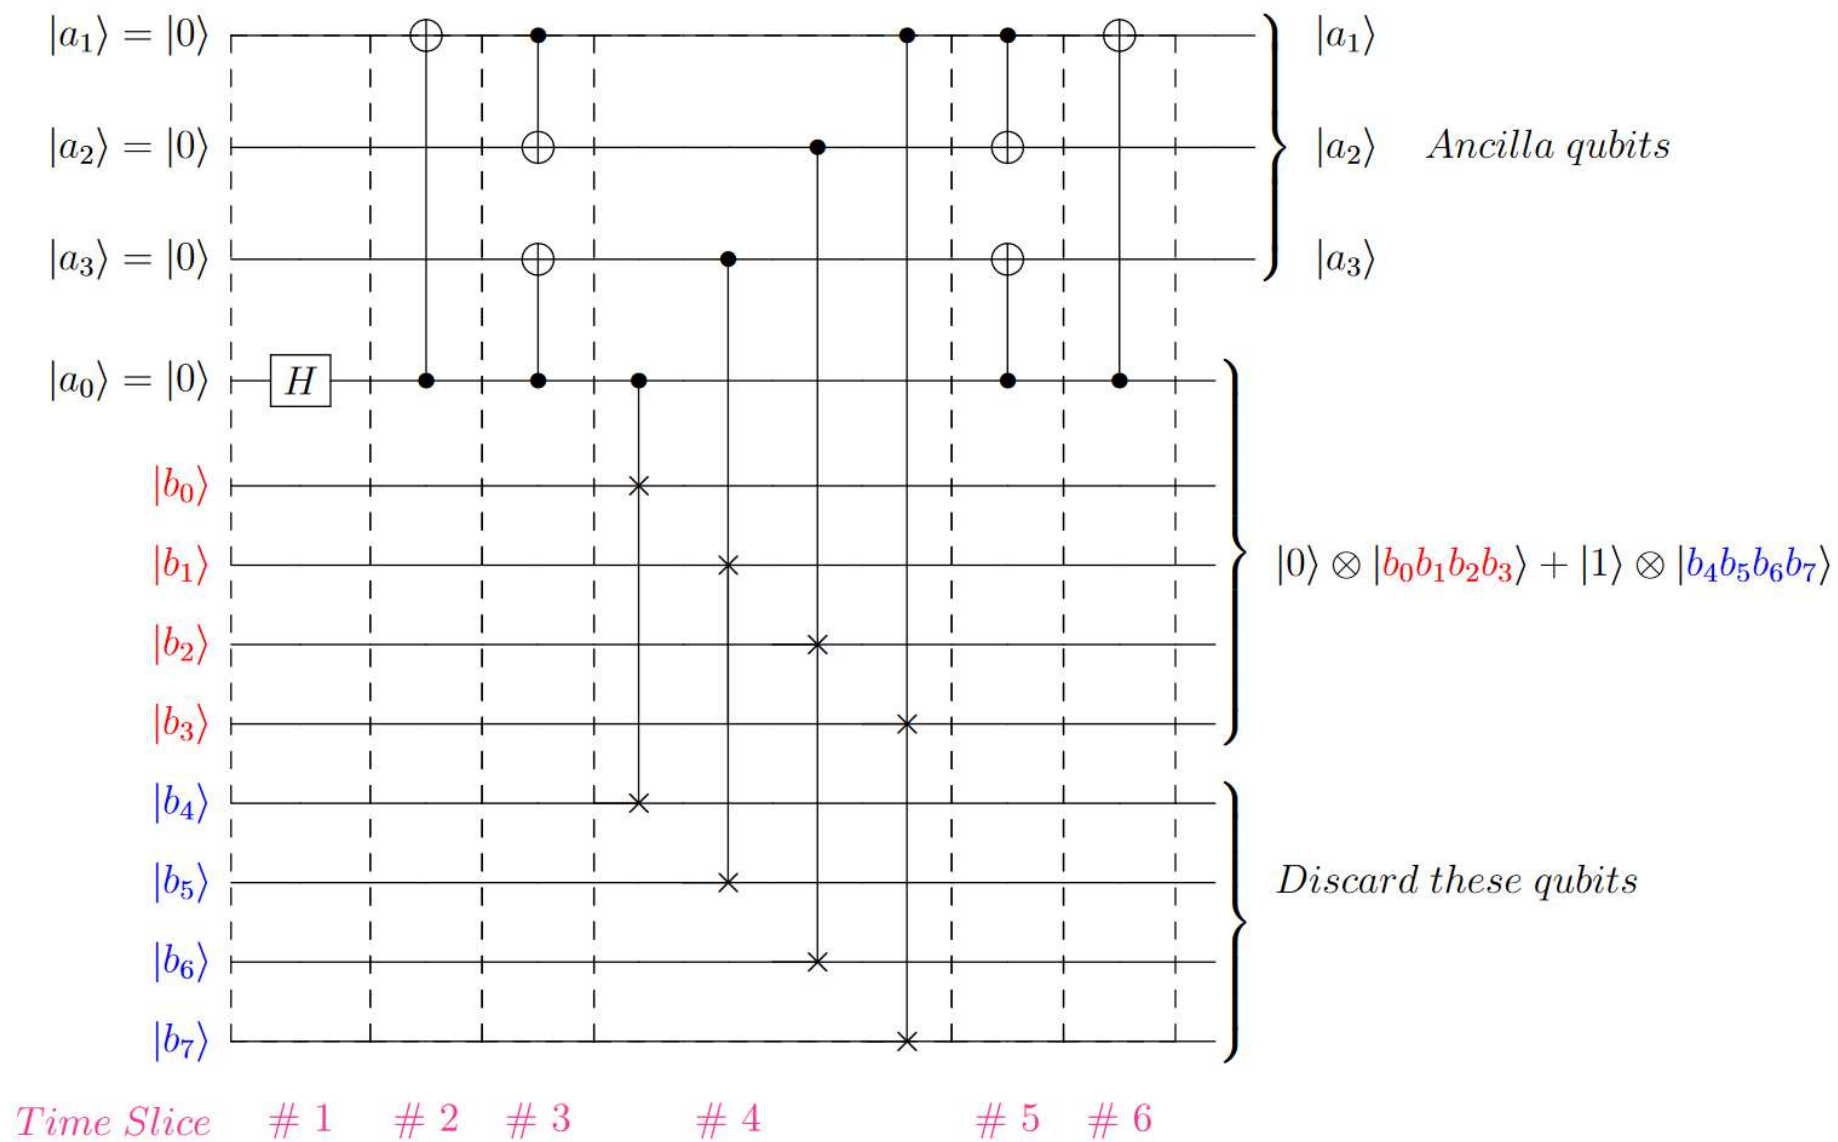 |a₁⟩ = |0⟩ |a₁⟩
|a₂⟩ = |0⟩ |a₂⟩ Ancilla qubits
|a₃⟩ = |0⟩ |a₃⟩
|a₀⟩ = |0⟩ H
|b₀⟩
|b₁⟩ |0⟩ ⊗ |b₀b₁b₂b₃⟩ + |1⟩ ⊗ |b₄b₅b₆b₇⟩
|b₂⟩
|b₃⟩
|b₄⟩
|b₅⟩ Discard these qubits
|b₆⟩
|b₇⟩
Time Slice # 1 # 2 # 3 # 4 # 5 # 6